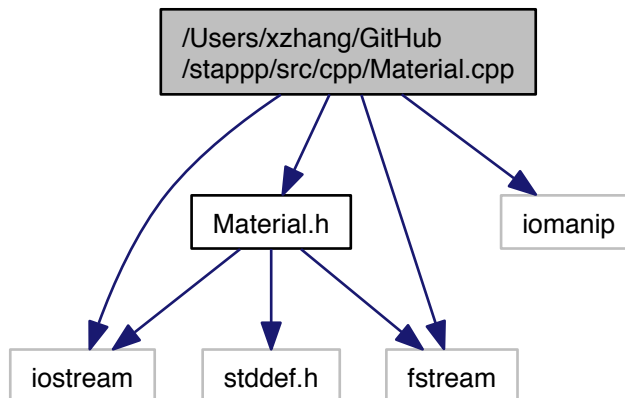 /Users/xzhang/GitHub
/stappp/src/cpp/Material.cpp
Material.h
iomanip
iostream
stddef.h
fstream